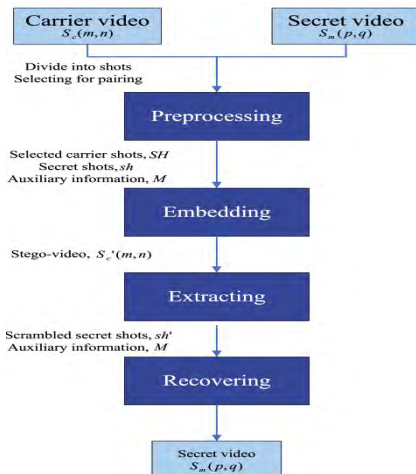 Carrier video
S_c(m,n)
Secret video
S_m(p,q)
Divide into shots
Selecting for pairing
Preprocessing
Selected carrier shots, SH
Secret shots, sh
Auxiliary information, M
Embedding
Stego-video, S_c'(m,n)
Extracting
Scrambled secret shots, sh'
Auxiliary information, M
Recovering
Secret video
S_m(p,q)